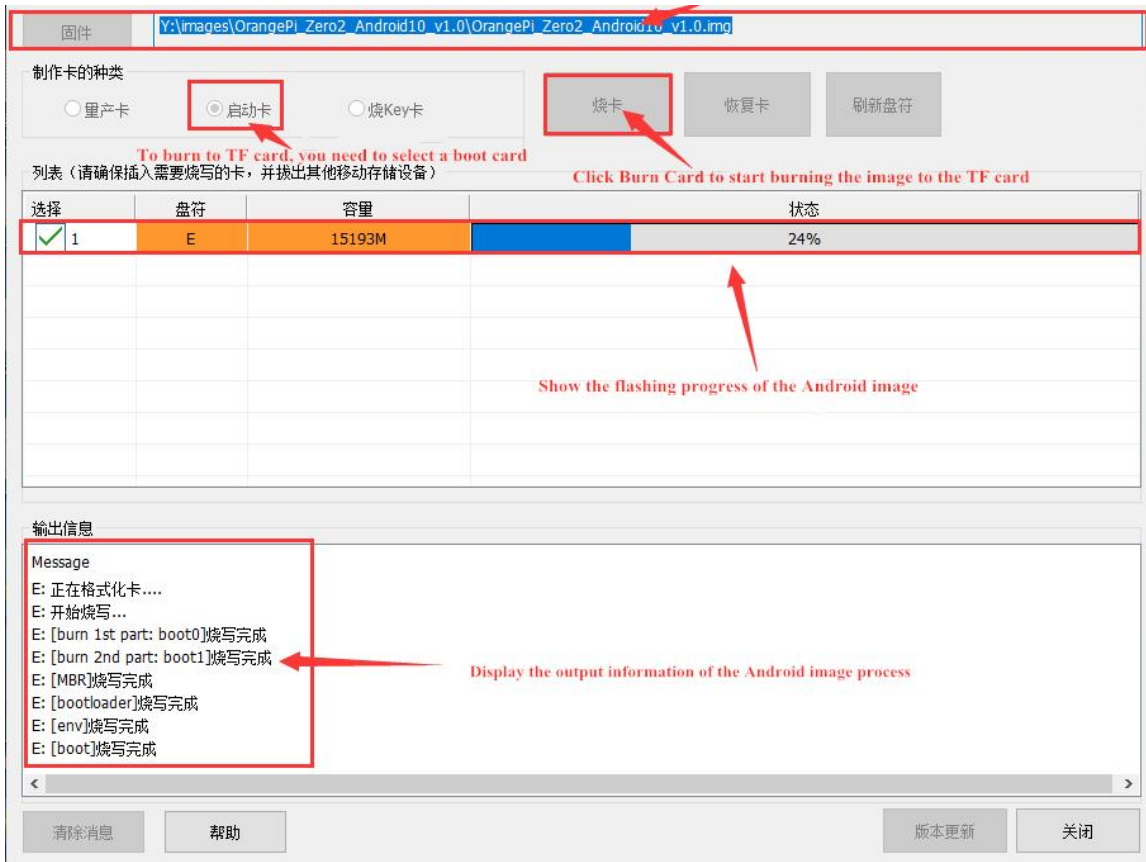 固件
Y:\images\OrangePi_Zero2_Android10_v1.0\OrangePi_Zero2_Android10_v1.0.img
制作卡的种类
量产卡 启动卡 烧Key卡 烧卡 恢复卡 刷新盘符
To burn to TF card, you need to select a boot card
列表（请确保插入需要烧写的卡，并拔出其他移动存储设备）
Click Burn Card to start burning the image to the TF card
选择 盘符 容量 状态
1 E 15193M 24%
Show the flashing progress of the Android image
输出信息
Message
E: 正在格式化卡....
E: 开始烧写...
E: [burn 1st part: boot0]烧写完成
E: [burn 2nd part: boot1]烧写完成
Display the output information of the Android image process
E: [MBR]烧写完成
E: [bootloader]烧写完成
E: [env]烧写完成
E: [boot]烧写完成
清除消息 帮助 版本更新 关闭